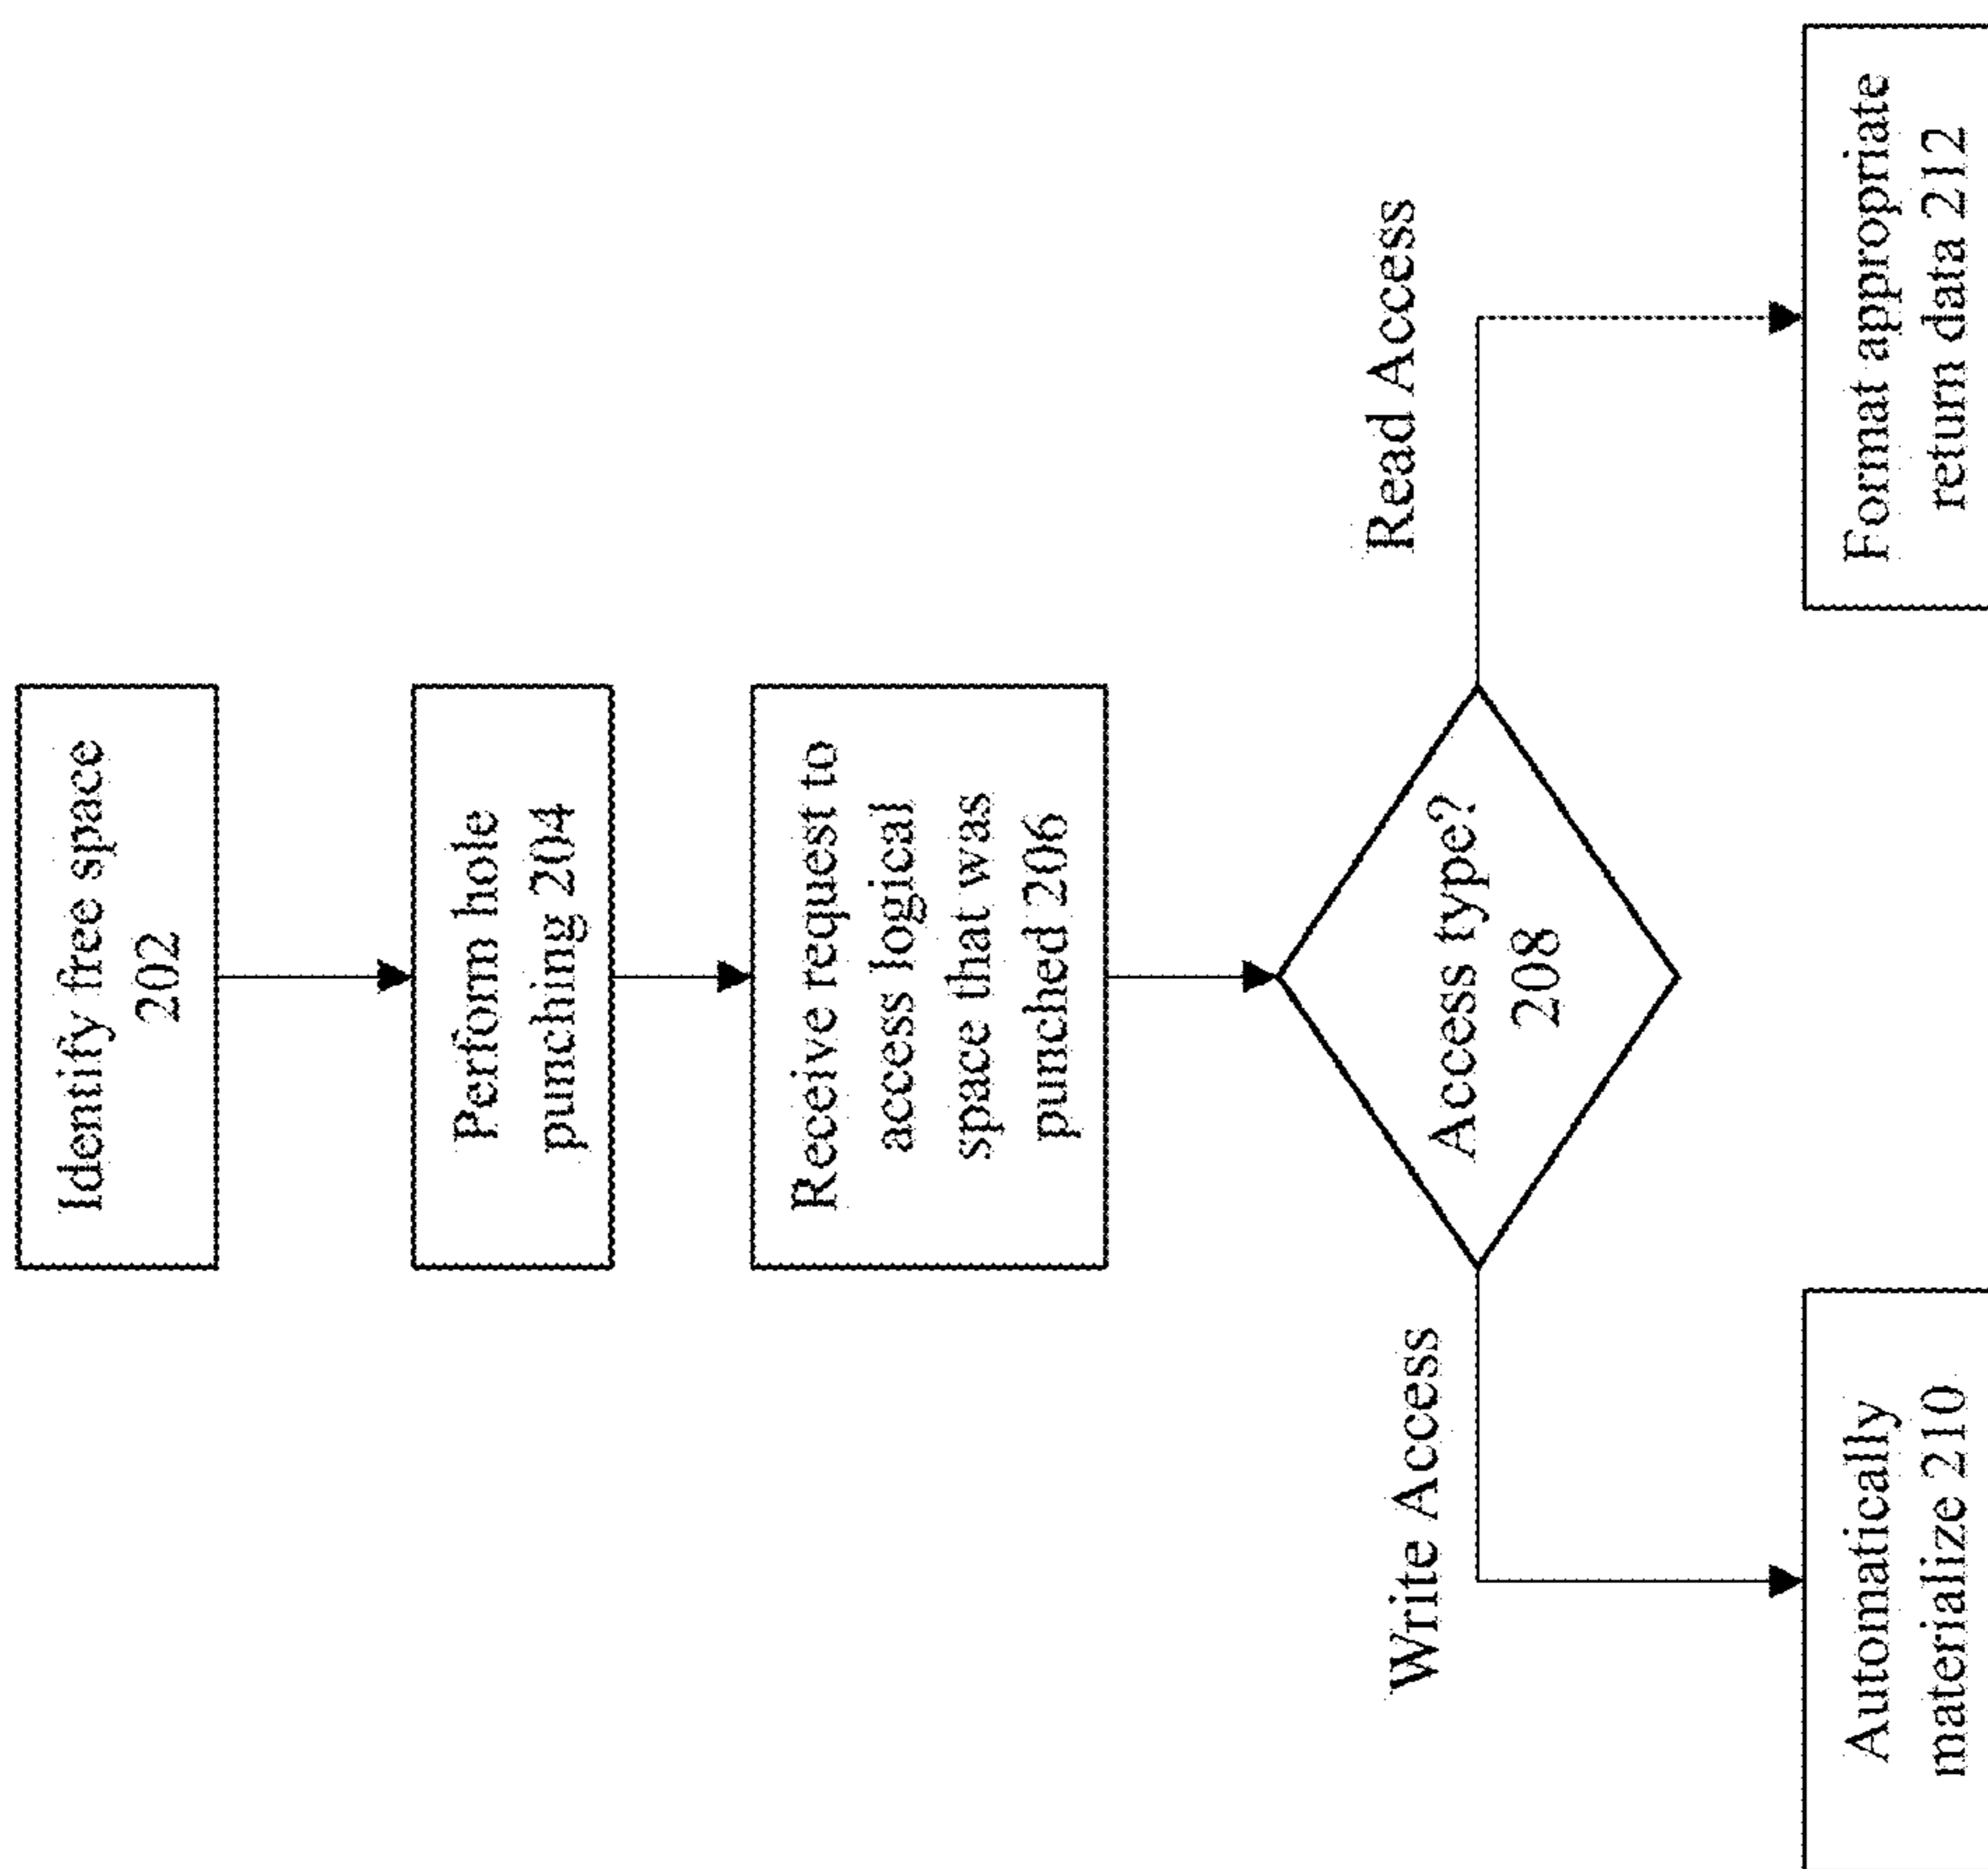 Identify free space
202
Perform hole
punching 204
Receive request to
access logical
space that was
punched 206
Access type?
208
Write Access
Read Access
Automatically
materialize 210
Format appropriate
return data 212